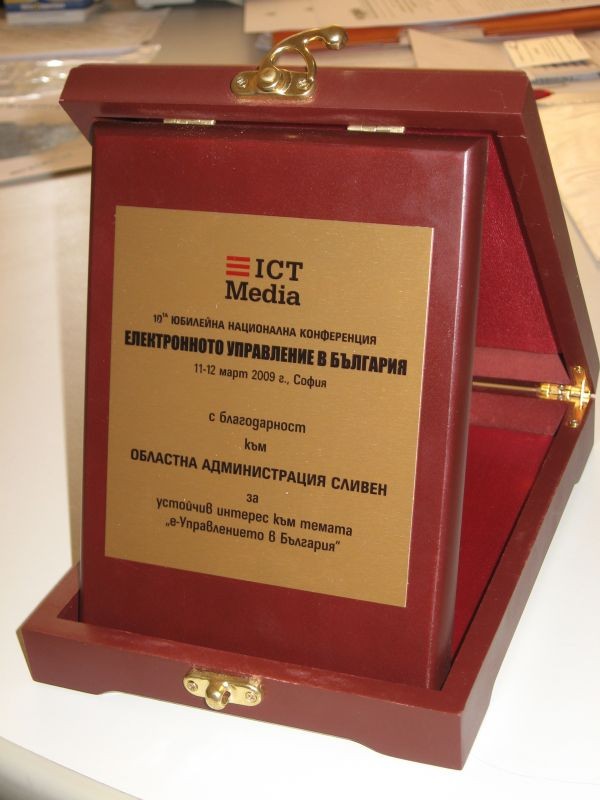 ICT
Media
10та ЮБИЛЕЙНА НАЦИОНАЛНА КОНФЕРЕНЦИЯ
ЕЛЕКТРОННОТО УПРАВЛЕНИЕ В БЪЛГАРИЯ
11-12 март 2009 г., София
с благодарност
към
ОБЛАСТНА АДМИНИСТРАЦИЯ СЛИВЕН
за
устойчив интерес към темата
„е-Управлението в България"